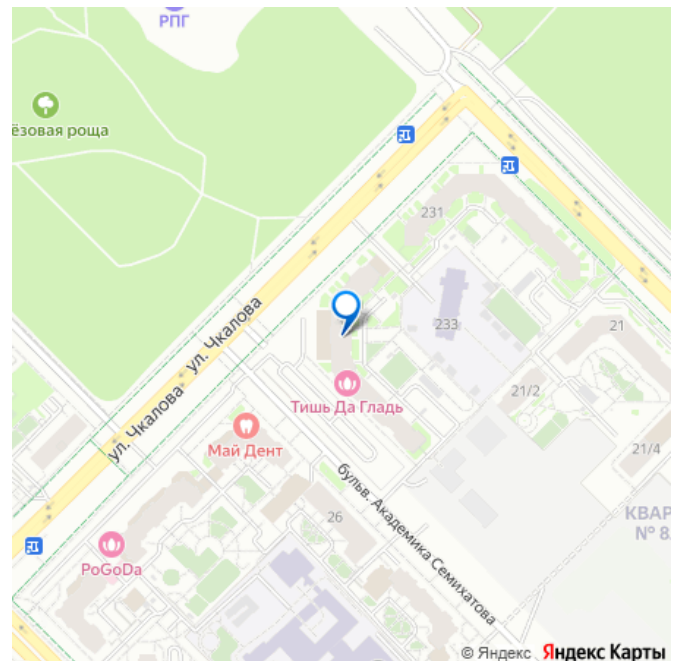 РПГ
ёзовая роща
231
ул. Чкалова
233
21
21/2
Тишь Да Гладь
ул. Чкалова
Май Дент
21/4
бульв. Академика Семихатова
26
КВАР
№ 8
PoGoDa
© Яндекс Яндекс Карты